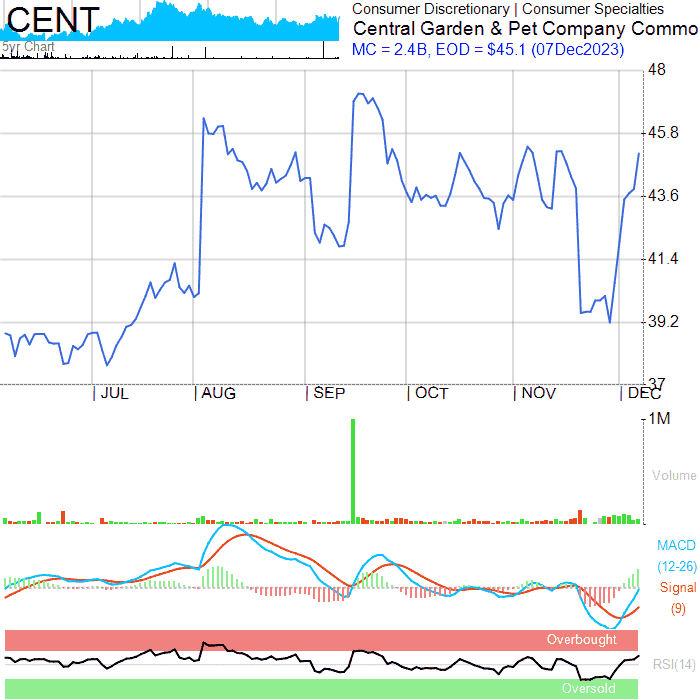 CENT
5yr Chart
Consumer Discretionary | Consumer Specialties
Central Garden & Pet Company Commo
MC = 2.4B, EOD = $45.1 (07Dec2023)
48
45.8
43.6
41.4
39.2
37
JUL
AUG
SEP
OCT
NOV
DEC
1M
Volume
MACD
(12-26)
Signal
(9)
Overbought
RSI(14)
Oversold